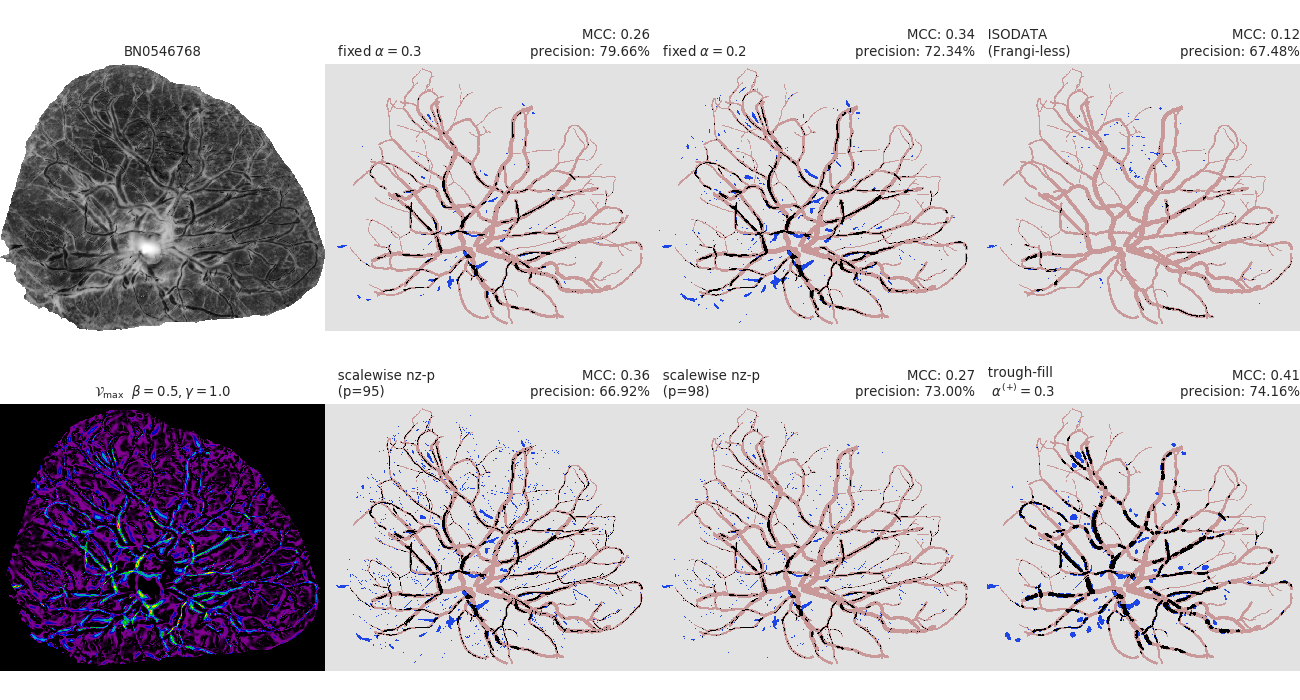 BN0546768
fixed α = 0.3
MCC: 0.26
precision: 79.66%
fixed α = 0.2
MCC: 0.34
precision: 72.34%
ISODATA
(Frangi-less)
MCC: 0.12
precision: 67.48%
𝒱max β = 0.5, γ = 1.0
scalewise nz-p
(p=95)
MCC: 0.36
precision: 66.92%
scalewise nz-p
(p=98)
MCC: 0.27
precision: 73.00%
trough-fill
α(+) = 0.3
MCC: 0.41
precision: 74.16%